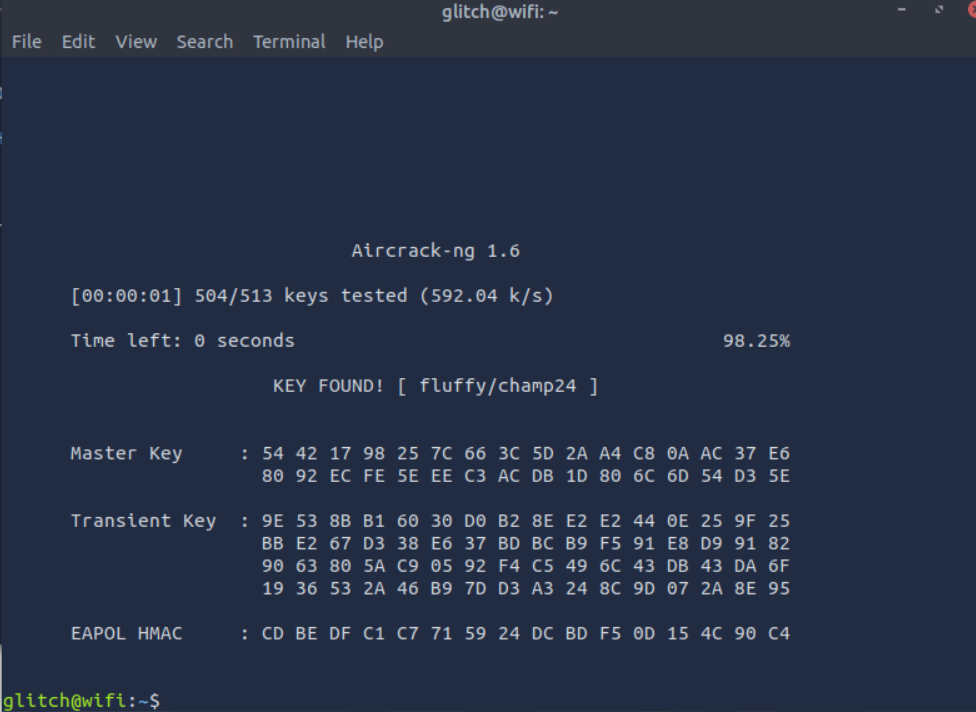 glitch@wifi: ~
File Edit View Search Terminal Help
Aircrack-ng 1.6
[00:00:01] 504/513 keys tested (592.04 k/s)
Time left: 0 seconds 98.25%
KEY FOUND! [ fluffy/champ24 ]
Master Key : 54 42 17 98 25 7C 66 3C 5D 2A A4 C8 0A AC 37 E6
80 92 EC FE 5E EE C3 AC DB 1D 80 6C 6D 54 D3 5E
Transient Key : 9E 53 8B B1 60 30 D0 B2 8E E2 E2 44 0E 25 9F 25
BB E2 67 D3 38 E6 37 BD BC B9 F5 91 E8 D9 91 82
90 63 80 5A C9 05 92 F4 C5 49 6C 43 DB 43 DA 6F
19 36 53 2A 46 B9 7D D3 A3 24 8C 9D 07 2A 8E 95
EAPOL HMAC : CD BE DF C1 C7 71 59 24 DC BD F5 0D 15 4C 90 C4
glitch@wifi:~$